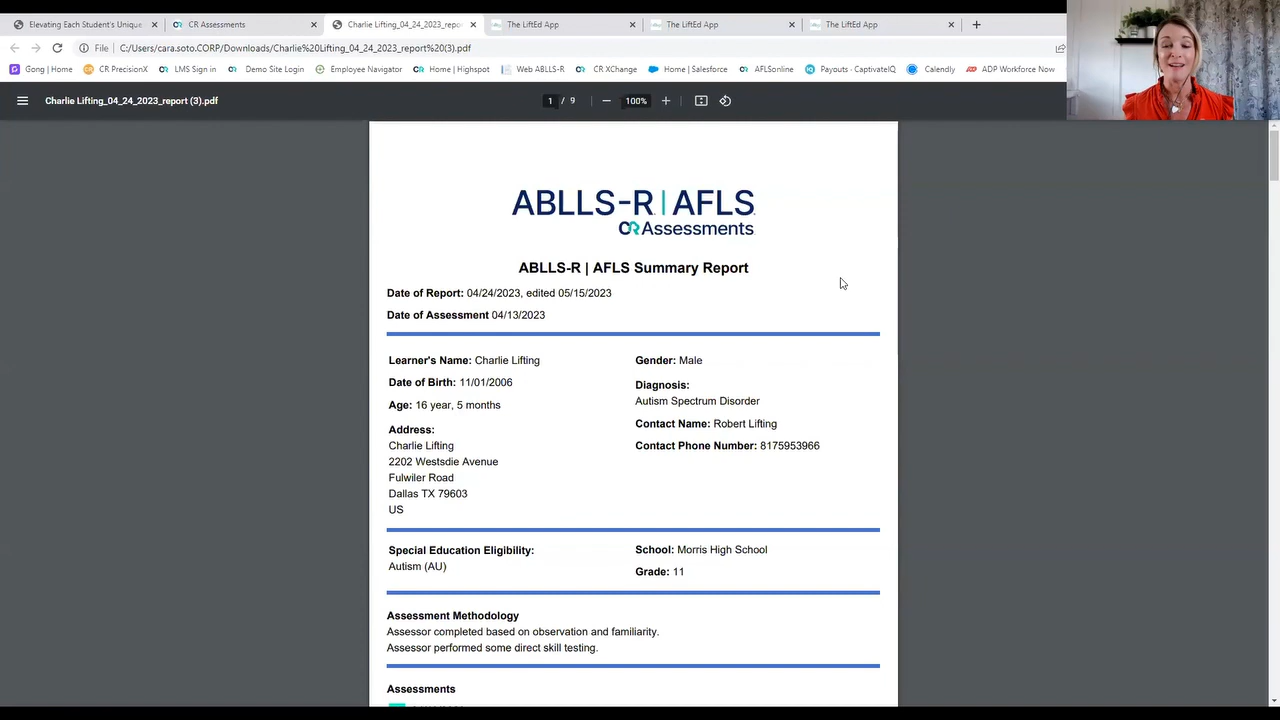 Elevating Each Student's Unique
CR Assessments
Charlie Lifting_04_24_2023_repor
The LiftEd App
The LiftEd App
The LiftEd App
File
C:/Users/cara.soto.CORP/Downloads/Charlie%20Lifting_04_24_2023_report%20(3).pdf
Gong | Home
CR PrecisionX
LMS Sign in
Demo Site Login
Employee Navigator
Home | Highspot
Web ABLLS-R
CR XChange
Home | Salesforce
AFLSonline
Payouts - CaptivateIQ
Calendly
ADP Workforce Now
Charlie Lifting_04_24_2023_report (3).pdf
1 / 9
100%
ABLLS-R | AFLS
CR Assessments
ABLLS-R | AFLS Summary Report
Date of Report: 04/24/2023, edited 05/15/2023
Date of Assessment 04/13/2023
Learner's Name: Charlie Lifting
Date of Birth: 11/01/2006
Age: 16 year, 5 months
Address:
Charlie Lifting
2202 Westsdie Avenue
Fulwiler Road
Dallas TX 79603
US
Gender: Male
Diagnosis:
Autism Spectrum Disorder
Contact Name: Robert Lifting
Contact Phone Number: 8175953966
Special Education Eligibility:
Autism (AU)
School: Morris High School
Grade: 11
Assessment Methodology
Assessor completed based on observation and familiarity.
Assessor performed some direct skill testing.
Assessments